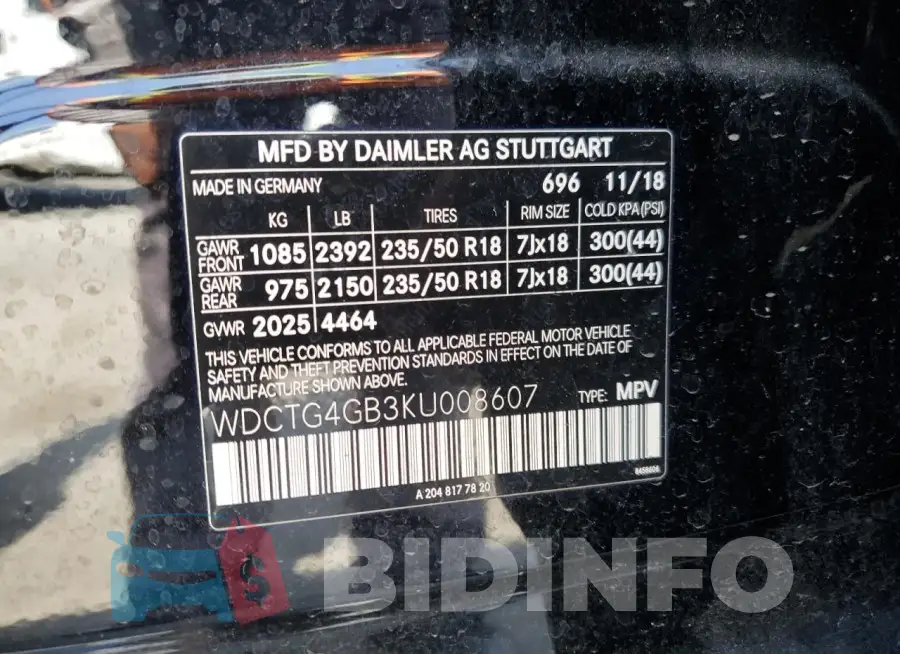 MFD BY DAIMLER AG STUTTGART
MADE IN GERMANY 696 11/18
KG LB TIRES RIM SIZE COLD KPA(PSI)
GAWR FRONT 1085 2392 235/50 R18 7Jx18 300(44)
GAWR REAR 975 2150 235/50 R18 7Jx18 300(44)
GVWR 2025 4464
THIS VEHICLE CONFORMS TO ALL APPLICABLE FEDERAL MOTOR VEHICLE
SAFETY AND THEFT PREVENTION STANDARDS IN EFFECT ON THE DATE OF
MANUFACTURE SHOWN ABOVE.
WDCTG4GB3KU008607 TYPE: MPV
A 204 817 78 20
BIDINFO